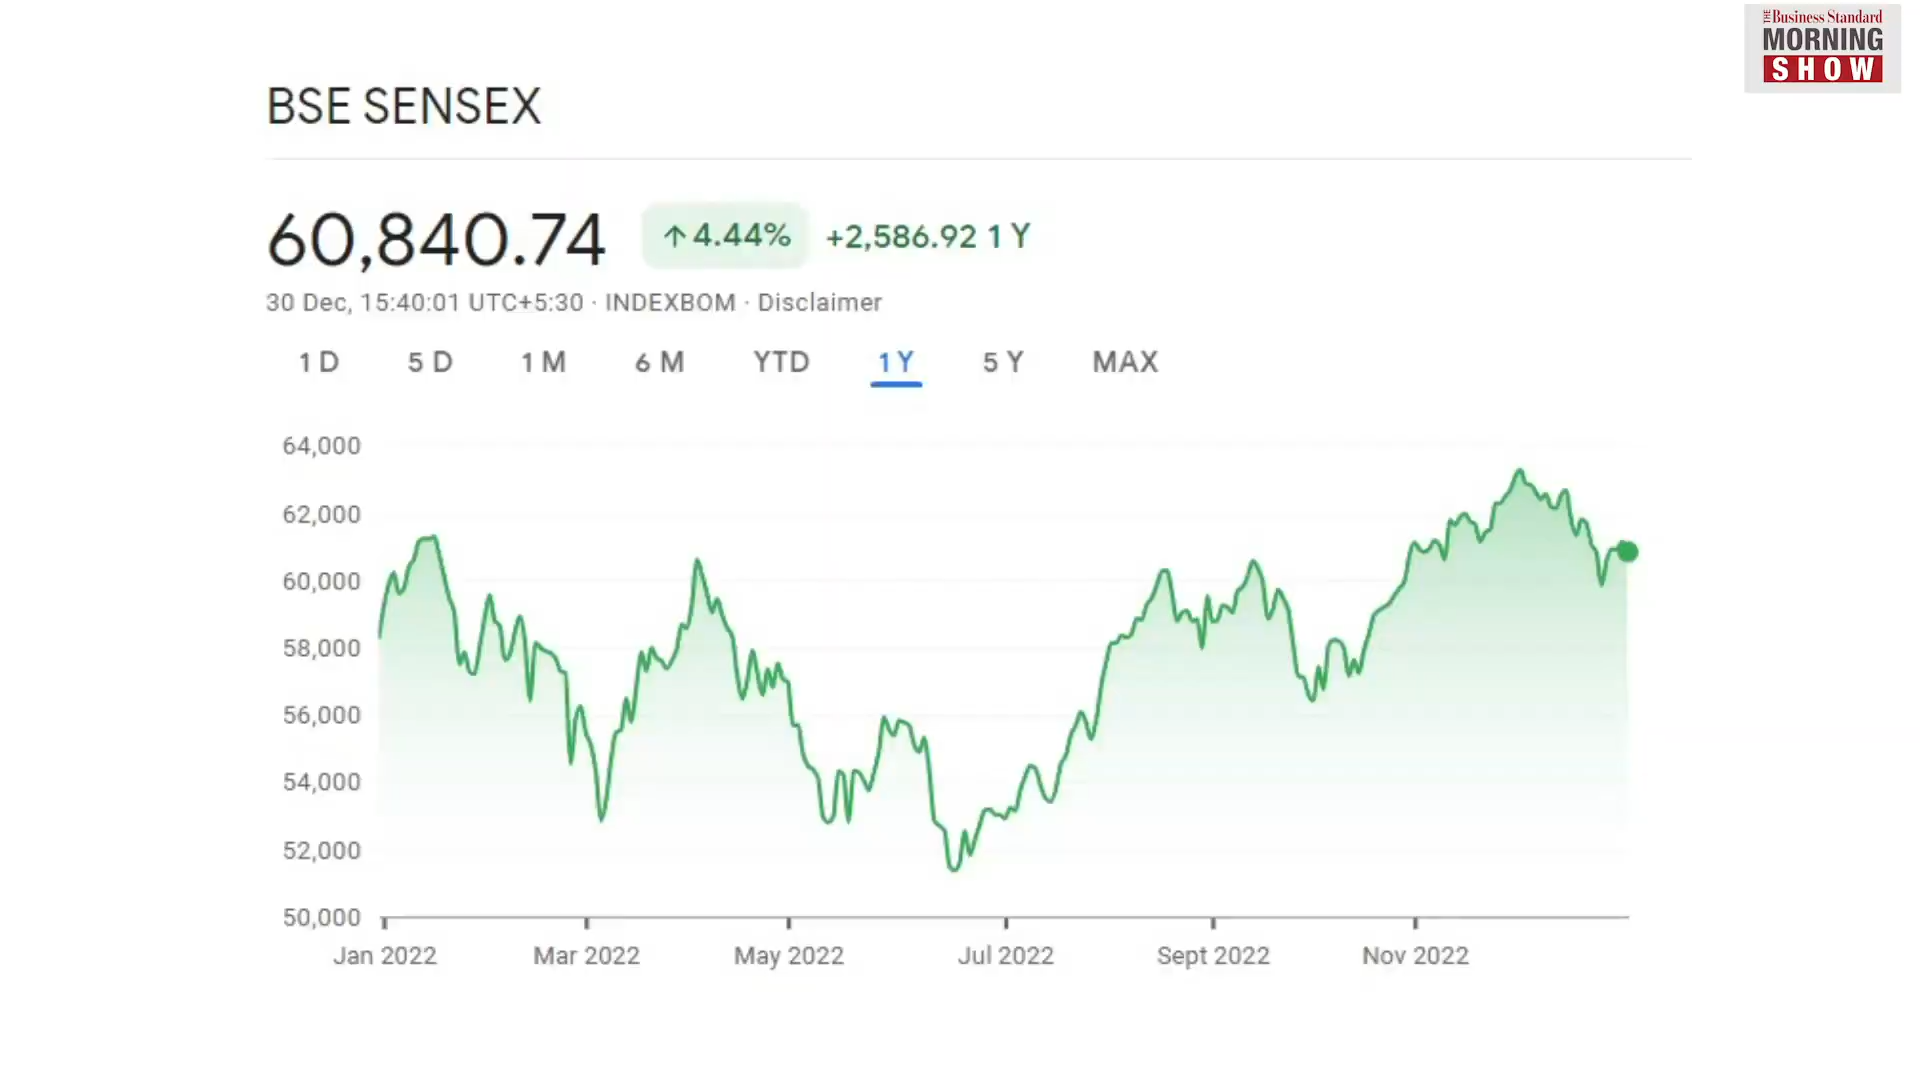 THE Business Standard
MORNING
SHOW
BSE SENSEX
60,840.74 ↑4.44% +2,586.92 1 Y
30 Dec, 15:40:01 UTC+5:30 · INDEXBOM · Disclaimer
1 D 5 D 1 M 6 M YTD 1 Y 5 Y MAX
64,000
62,000
60,000
58,000
56,000
54,000
52,000
50,000
Jan 2022 Mar 2022 May 2022 Jul 2022 Sept 2022 Nov 2022